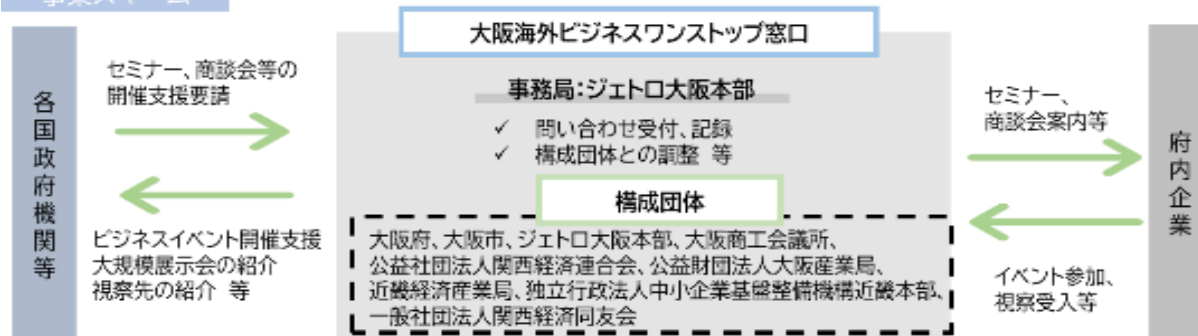 事業スキーム
大阪海外ビジネスワンストップ窓口
各国政府機関等
セミナー、商談会等の
開催支援要請
ビジネスイベント開催支援
大規模展示会の紹介
視察先の紹介 等
事務局:ジェトロ大阪本部
✓ 問い合わせ受付、記録
✓ 構成団体との調整 等
構成団体
大阪府、大阪市、ジェトロ大阪本部、大阪商工会議所、
公益社団法人関西経済連合会、公益財団法人大阪産業局、
近畿経済産業局、独立行政法人中小企業基盤整備機構近畿本部、
一般社団法人関西経済同友会
セミナー、
商談会案内等
イベント参加、
視察受入等
府内企業